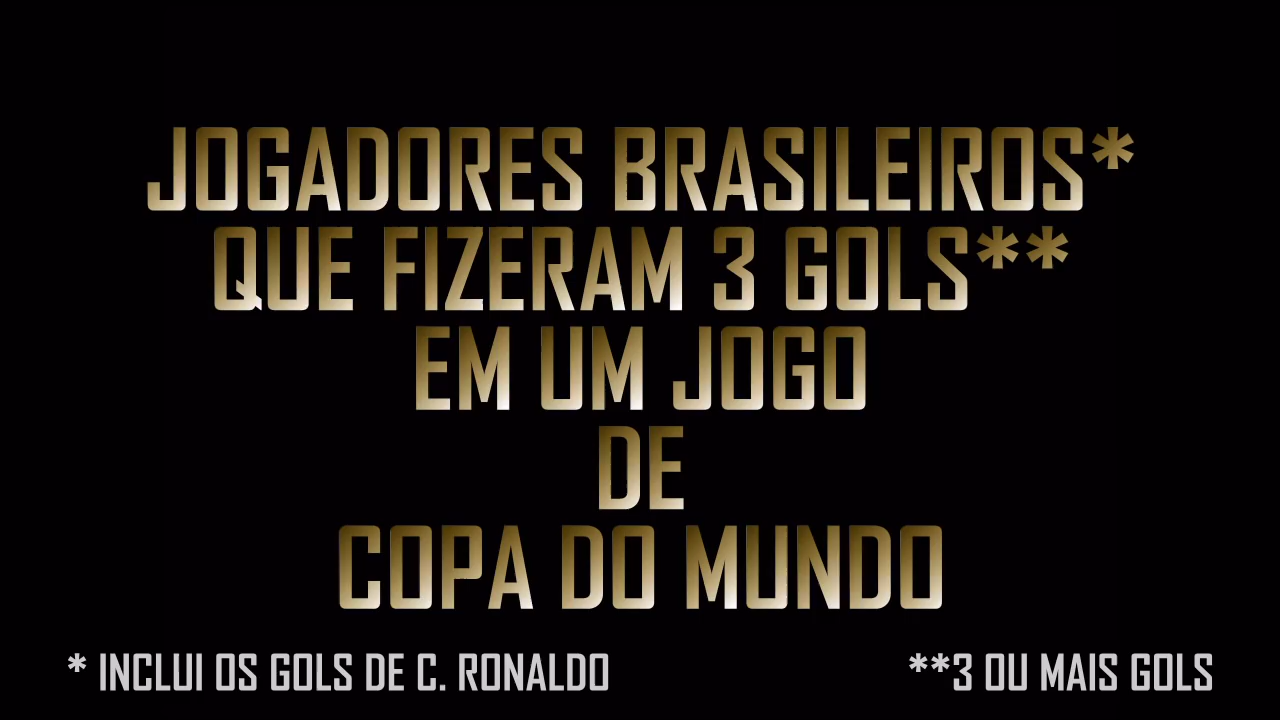 JOGADORES BRASILEIROS*
QUE FIZERAM 3 GOLS**
EM UM JOGO
DE
COPA DO MUNDO
* INCLUI OS GOLS DE C. RONALDO
**3 OU MAIS GOLS